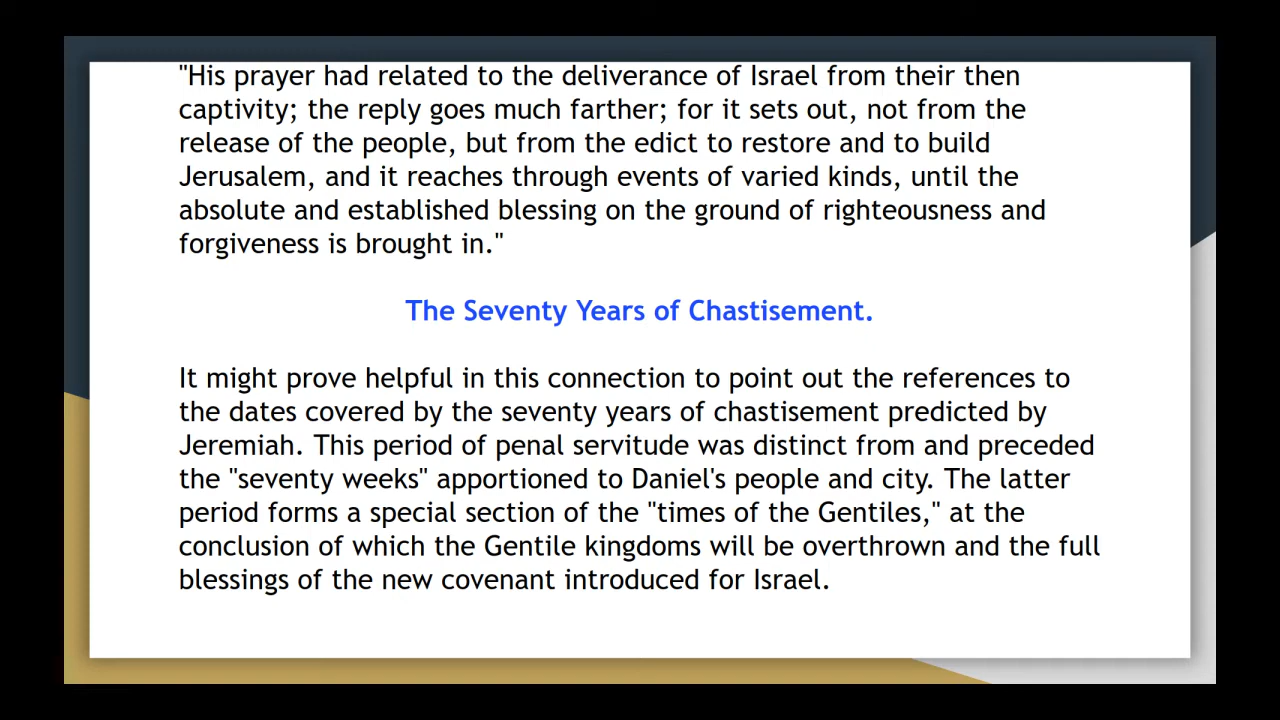 "His prayer had related to the deliverance of Israel from their then
captivity; the reply goes much farther; for it sets out, not from the
release of the people, but from the edict to restore and to build
Jerusalem, and it reaches through events of varied kinds, until the
absolute and established blessing on the ground of righteousness and
forgiveness is brought in."
The Seventy Years of Chastisement.
It might prove helpful in this connection to point out the references to
the dates covered by the seventy years of chastisement predicted by
Jeremiah. This period of penal servitude was distinct from and preceded
the "seventy weeks" apportioned to Daniel's people and city. The latter
period forms a special section of the "times of the Gentiles," at the
conclusion of which the Gentile kingdoms will be overthrown and the full
blessings of the new covenant introduced for Israel.